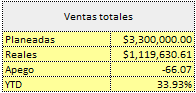 Ventas totales
Planeadas $3,300,000.00
Reales $1,119,630.61
Apego -66.07
YTD 33.93%